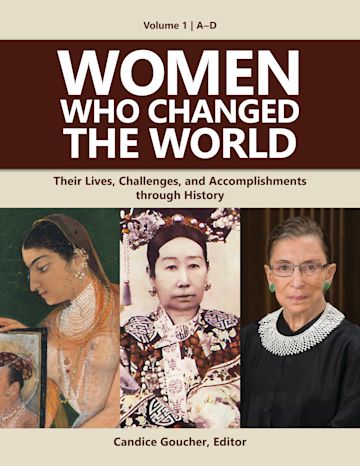 Volume 1 | A–D
WOMEN
WHO CHANGED
THE WORLD
Their Lives, Challenges, and Accomplishments
through History
Candice Goucher, Editor